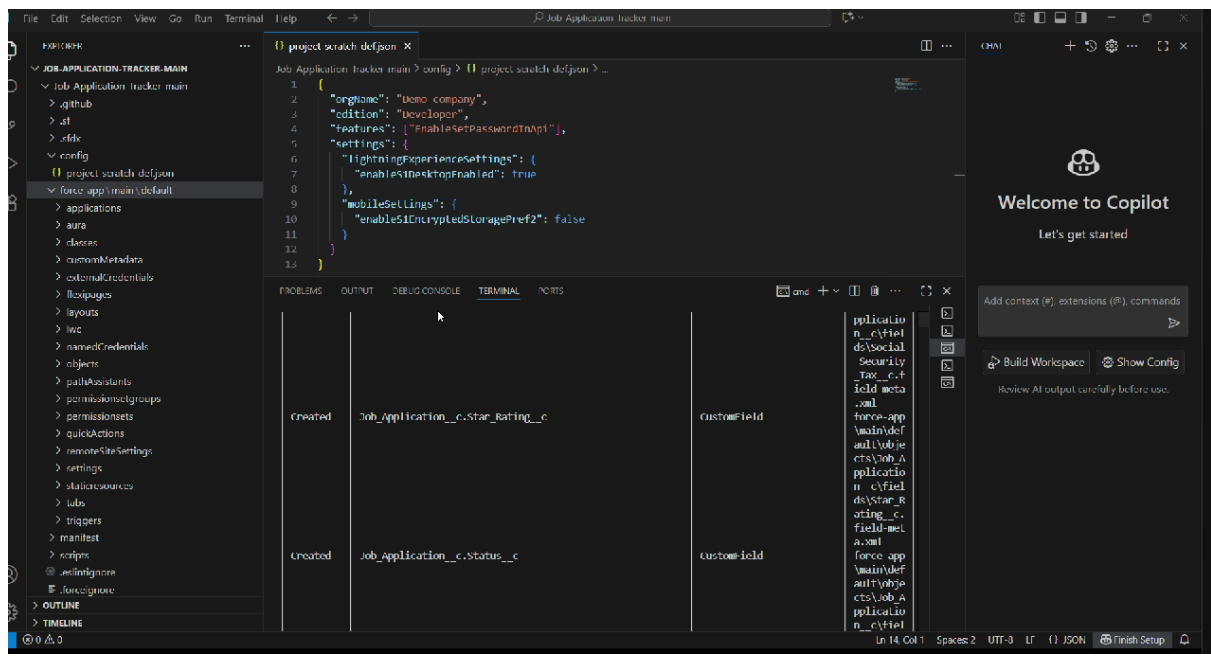 File Edit Selection View Go Run Terminal Help
Job Application Tracker main
EXPLORER
JOB-APPLICATION-TRACKER-MAIN
Job Application Tracker main
.github
.sf
.sfdx
config
project-scratch-def.json
force-app\main\default
applications
aura
classes
customMetadata
externalCredentials
flexipages
layouts
lwc
namedCredentials
objects
pathAssistants
permissionsetgroups
permissionsets
quickActions
remoteSiteSettings
settings
staticresources
tabs
triggers
manifest
scripts
.eslintignore
.forceignore
OUTLINE
TIMELINE
project-scratch-def.json
Job Application Tracker main > config > project-scratch-def.json > ...
1 {
2 "orgName": "Demo company",
3 "edition": "Developer",
4 "features": ["EnableSetPasswordInApi"],
5 "settings": {
6 "lightningExperienceSettings": {
7 "enableS1DesktopEnabled": true
8 },
9 "mobileSettings": {
10 "enableS1EncryptedStoragePref2": false
11 }
12 }
13 }
PROBLEMS OUTPUT DEBUG CONSOLE TERMINAL PORTS
cmd
pplicatio
n__c\fiel
ds\Social
_Security
_Tax__c.f
ield-meta
.xml
Created Job_Application__c.Star_Rating__c CustomField force-app
\main\def
ault\obje
cts\Job_A
pplicatio
n__c\fiel
ds\Star_R
ating__c.
field-met
a.xml
Created Job_Application__c.Status__c CustomField force-app
\main\def
ault\obje
cts\Job_A
pplicatio
n__c\fiel
CHAT
Welcome to Copilot
Let's get started
Add context (#), extensions (@), commands
Build Workspace Show Config
Review AI output carefully before use.
0 0
Ln 14, Col 1 Spaces: 2 UTF-8 LF {} JSON Finish Setup